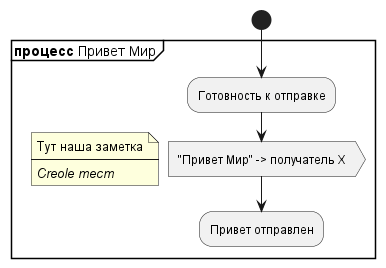 процесс Привет Мир
Готовность к отправке
Тут наша заметка
Creole тест
"Привет Мир" -> получатель X
Привет отправлен